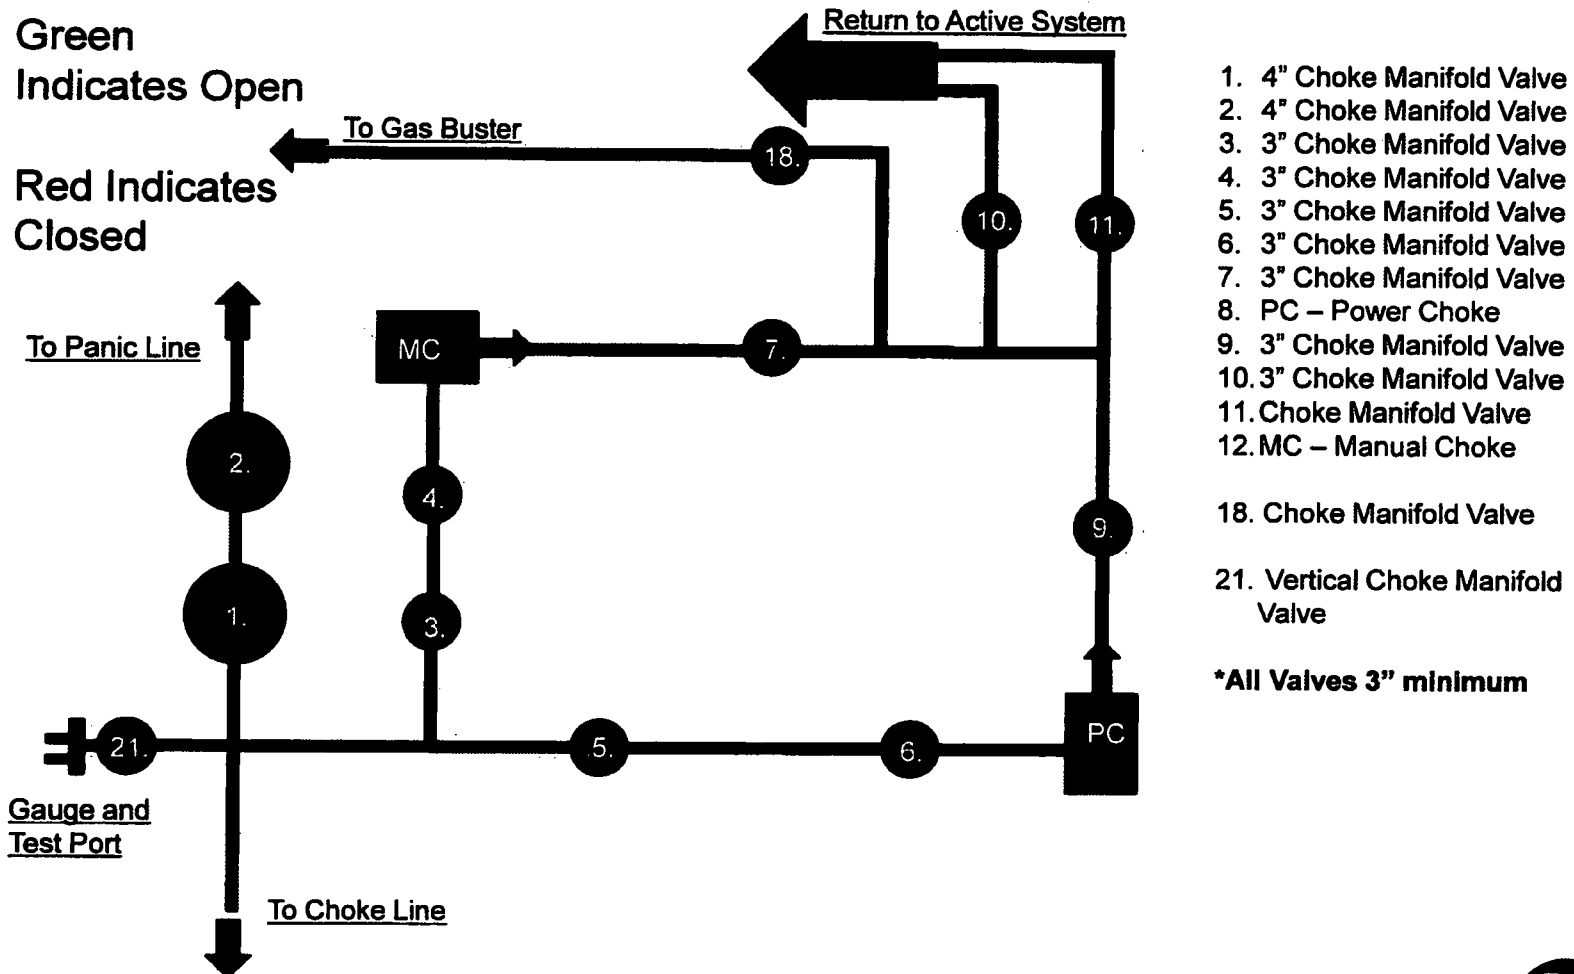 Green
Indicates Open
Red Indicates
Closed
Return to Active System
To Gas Buster
18.
10.
11.
To Panic Line
MC
7.
2.
4.
9.
1.
3.
21.
5.
6.
PC
Gauge and
Test Port
To Choke Line
1. 4" Choke Manifold Valve
2. 4" Choke Manifold Valve
3. 3" Choke Manifold Valve
4. 3" Choke Manifold Valve
5. 3" Choke Manifold Valve
6. 3" Choke Manifold Valve
7. 3" Choke Manifold Valve
8. PC – Power Choke
9. 3" Choke Manifold Valve
10. 3" Choke Manifold Valve
11. Choke Manifold Valve
12. MC – Manual Choke
18. Choke Manifold Valve
21. Vertical Choke Manifold
Valve
*All Valves 3" minimum